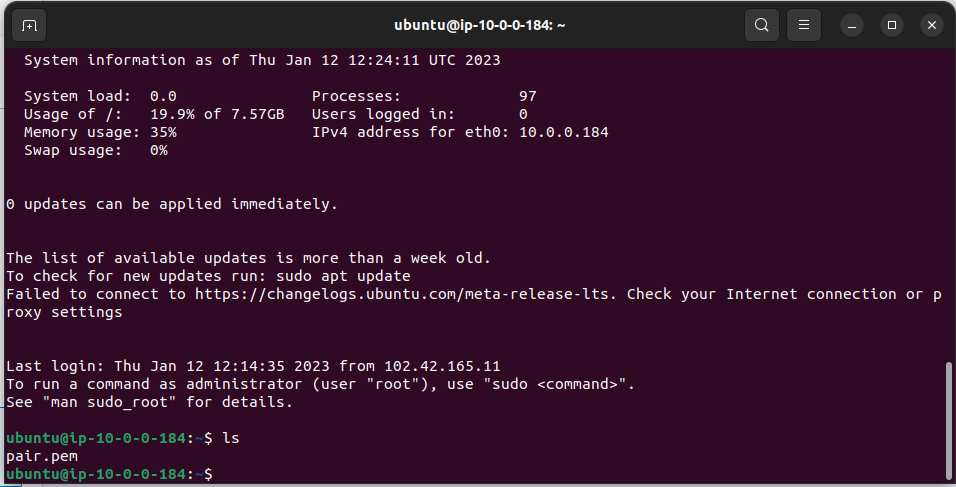 ubuntu@ip-10-0-0-184: ~
System information as of Thu Jan 12 12:24:11 UTC 2023
System load:  0.0                Processes:             97
Usage of /:   19.9% of 7.57GB   Users logged in:       0
Memory usage: 35%               IPv4 address for eth0: 10.0.0.184
Swap usage:   0%
0 updates can be applied immediately.
The list of available updates is more than a week old.
To check for new updates run: sudo apt update
Failed to connect to https://changelogs.ubuntu.com/meta-release-lts. Check your Internet connection or p
roxy settings
Last login: Thu Jan 12 12:14:35 2023 from 102.42.165.11
To run a command as administrator (user "root"), use "sudo <command>".
See "man sudo_root" for details.
ubuntu@ip-10-0-0-184:~$ ls
pair.pem
ubuntu@ip-10-0-0-184:~$